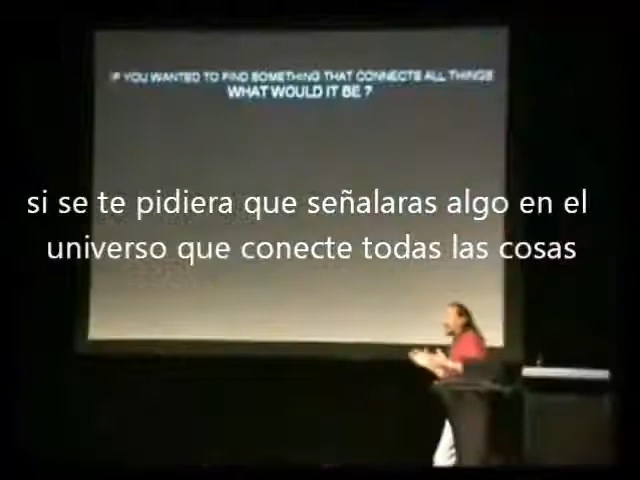 IF YOU WANTED TO FIND SOMETHING THAT CONNECTS ALL THINGS
WHAT WOULD IT BE ?
si se te pidiera que señalaras algo en el
universo que conecte todas las cosas